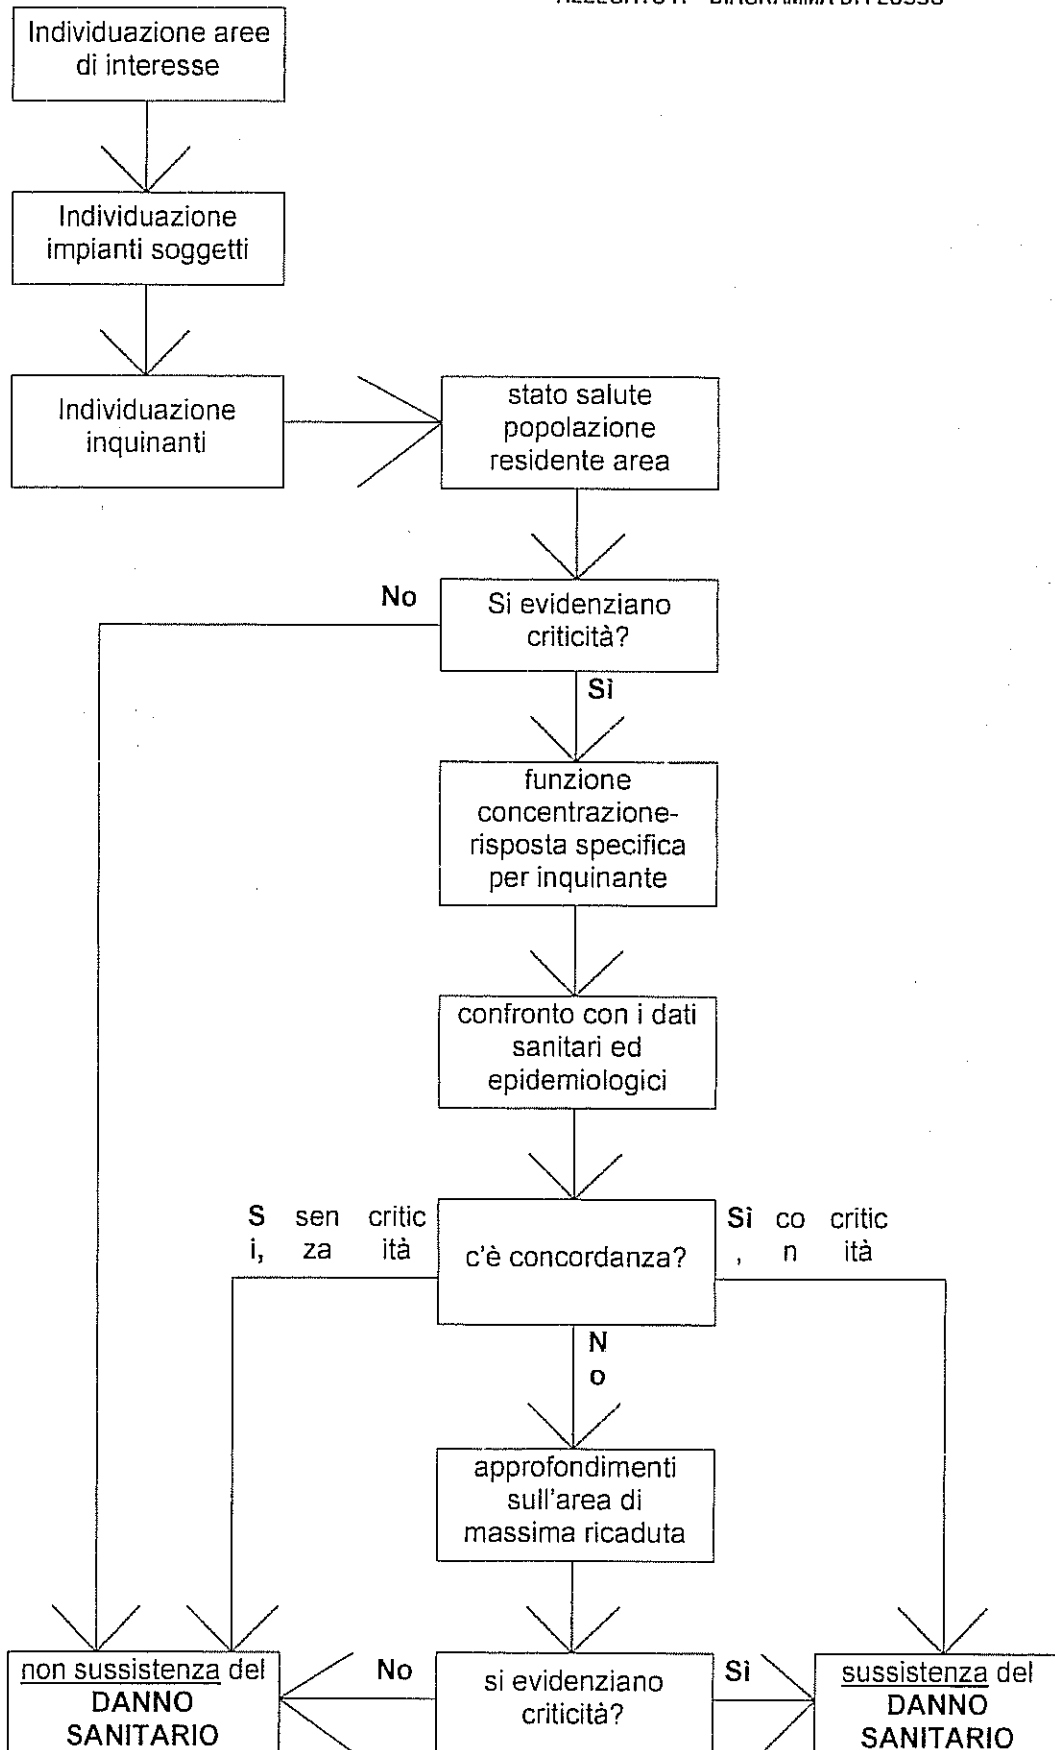 Individuazione aree
di interesse
Individuazione
impianti soggetti
Individuazione
inquinanti
stato salute
popolazione
residente area
No
Si evidenziano
criticità?
Sì
funzione
concentrazione-
risposta specifica
per inquinante
confronto con i dati
sanitari ed
epidemiologici
S sen critic
i, za ità
c'è concordanza?
Sì co critic
, n ità
N
o
approfondimenti
sull'area di
massima ricaduta
non sussistenza del
DANNO
SANITARIO
No
si evidenziano
criticità?
Sì
sussistenza del
DANNO
SANITARIO